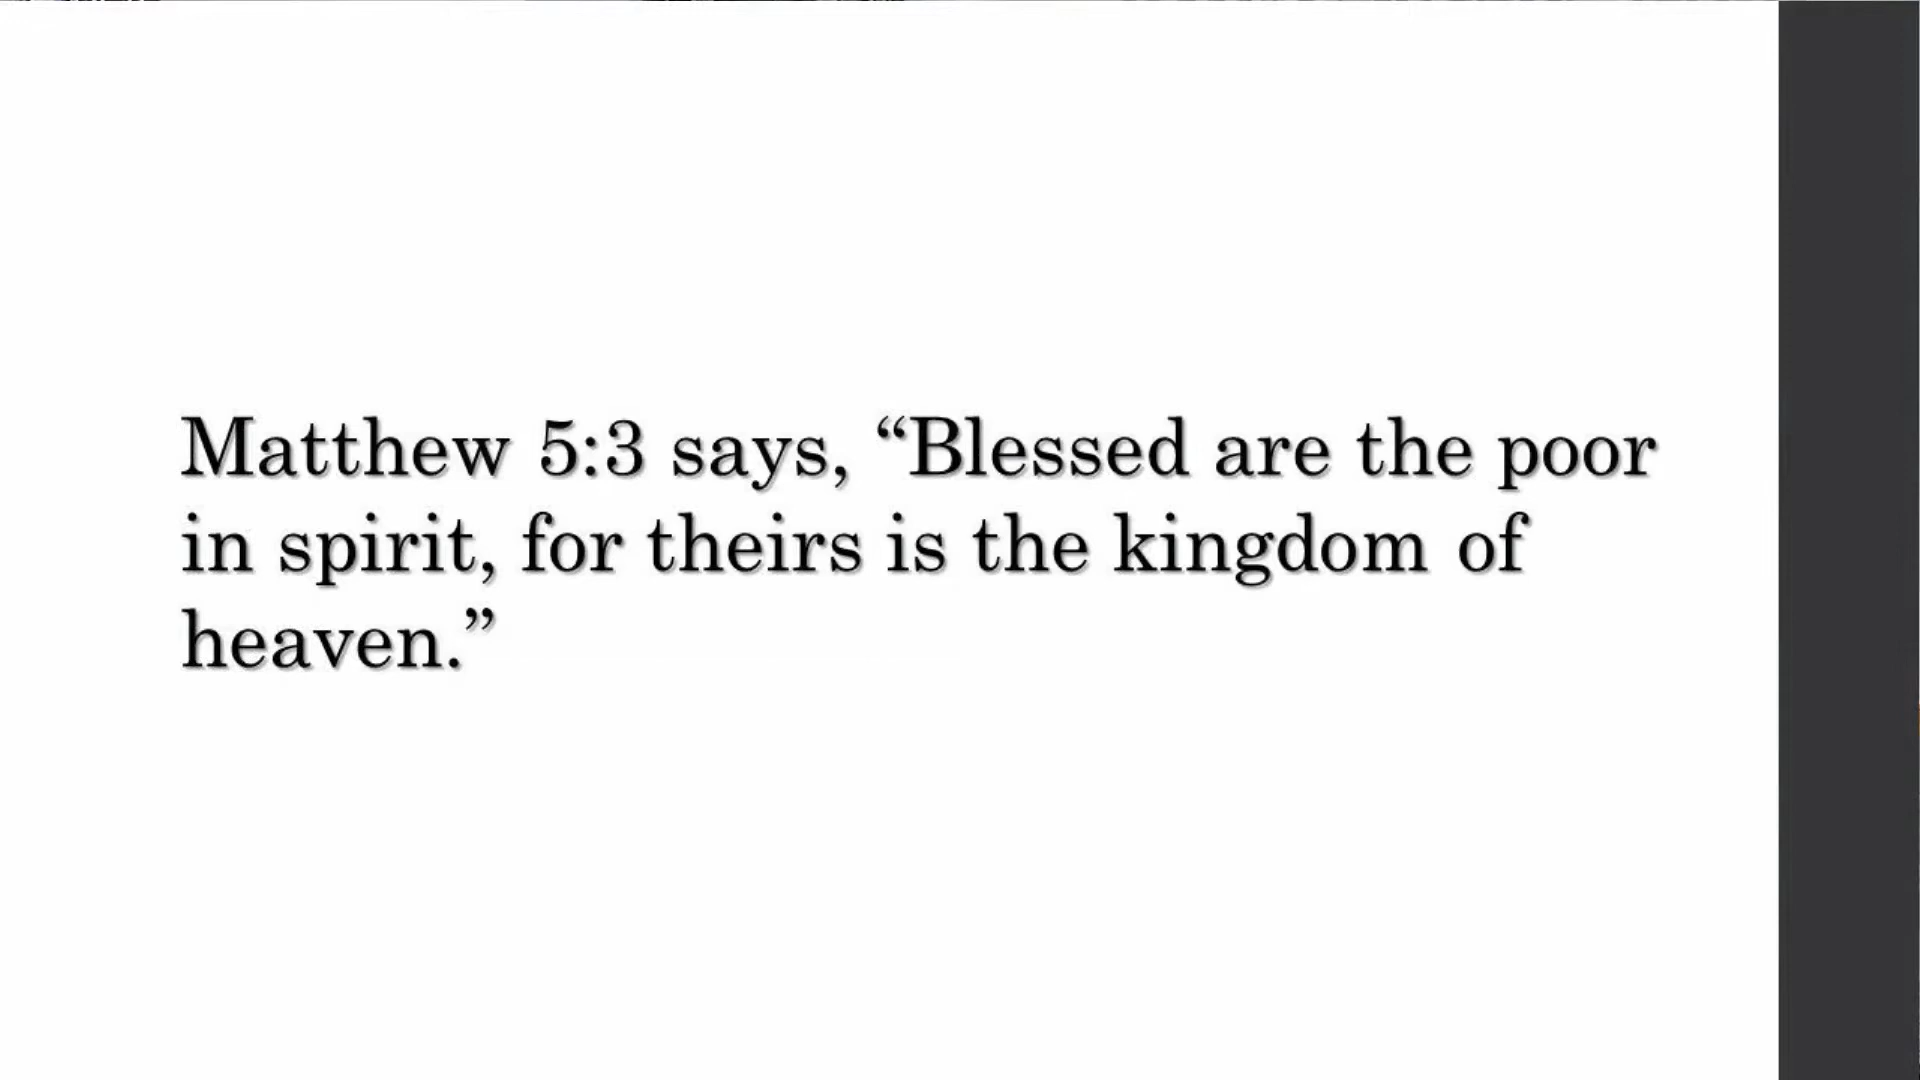 Matthew 5:3 says, “Blessed are the poor
in spirit, for theirs is the kingdom of
heaven.”